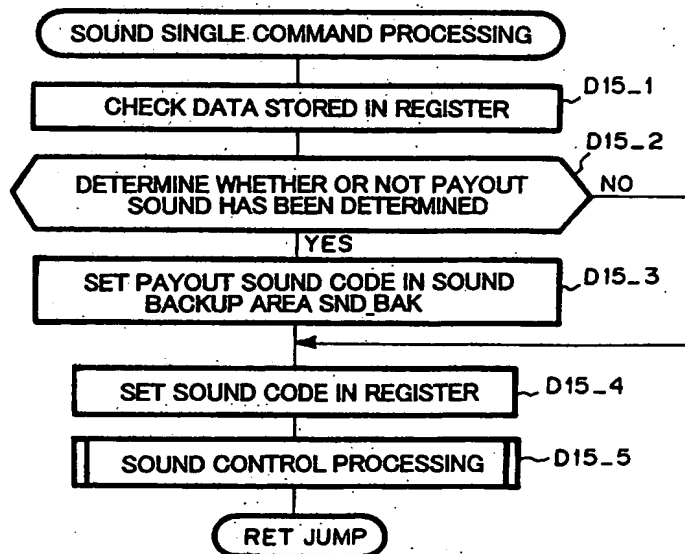 SOUND SINGLE COMMAND PROCESSING
CHECK DATA STORED IN REGISTER
D15_1
DETERMINE WHETHER OR NOT PAYOUT
SOUND HAS BEEN DETERMINED
D15_2
NO
YES
SET PAYOUT SOUND CODE IN SOUND
BACKUP AREA SND_BAK
D15_3
SET SOUND CODE IN REGISTER
D15_4
SOUND CONTROL PROCESSING
D15_5
RET JUMP